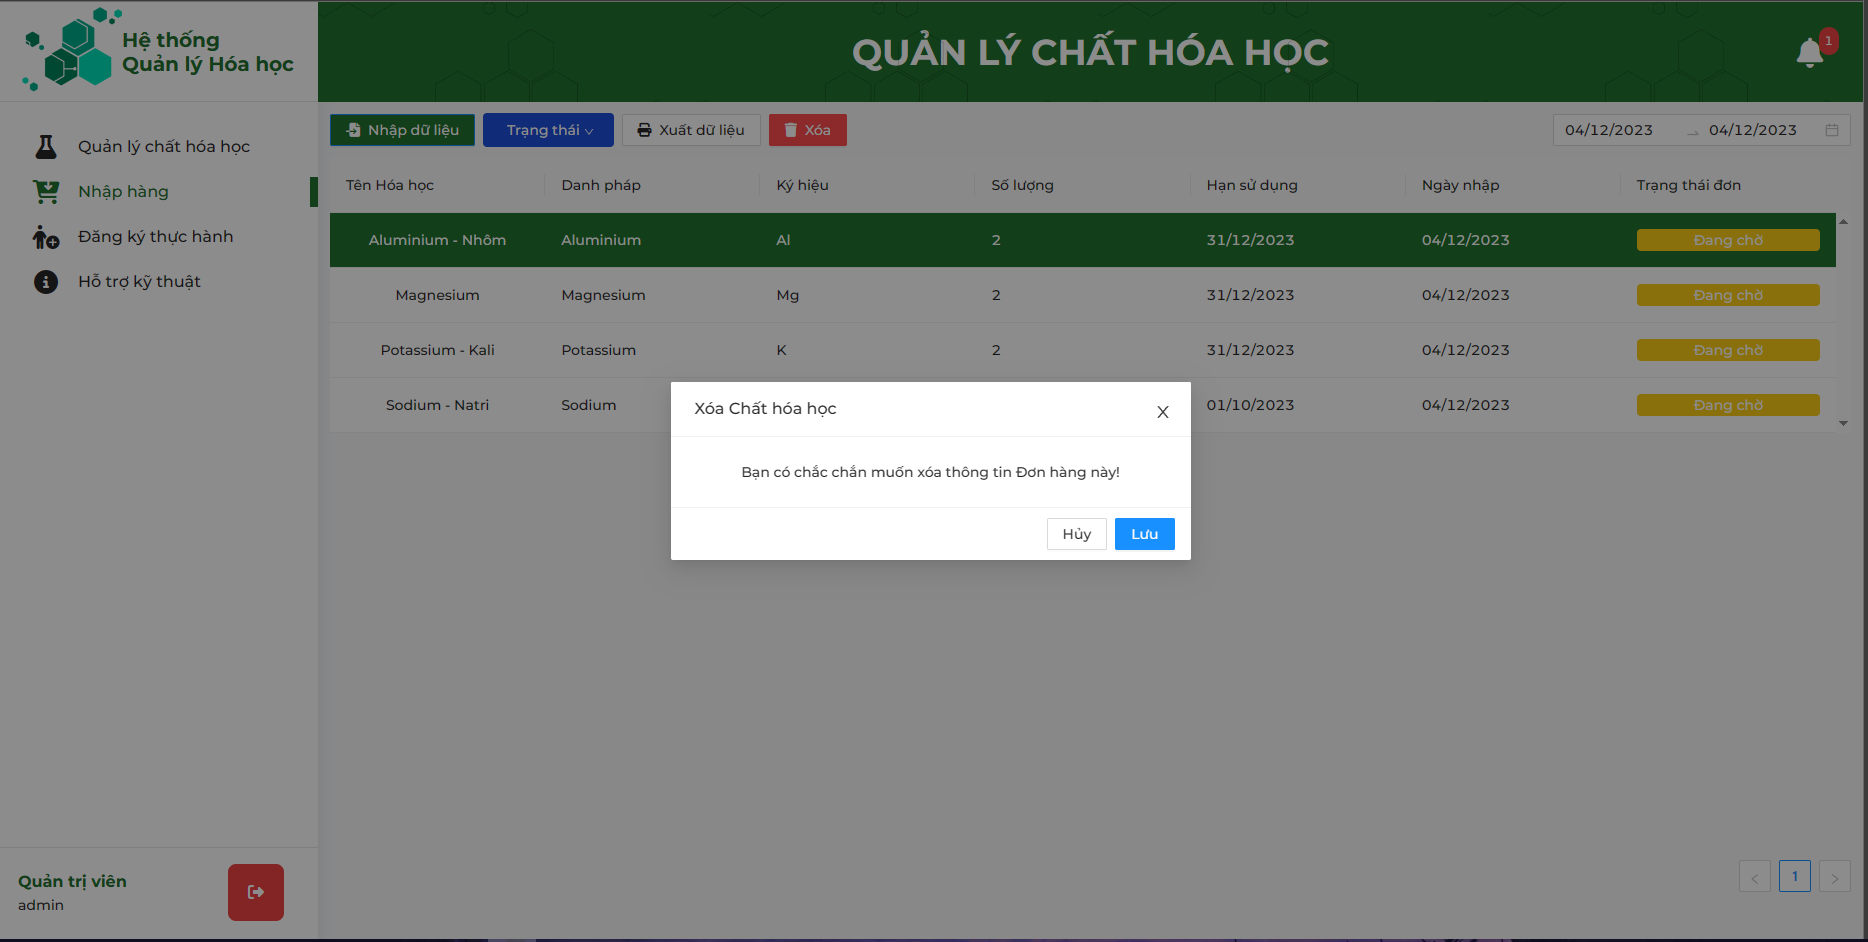 Hệ thống
Quản lý Hóa học
QUẢN LÝ CHẤT HÓA HỌC
1
Quản lý chất hóa học
Nhập hàng
Đăng ký thực hành
Hỗ trợ kỹ thuật
Nhập dữ liệu Trạng thái Xuất dữ liệu Xóa 04/12/2023 04/12/2023
Tên Hóa học Danh pháp Ký hiệu Số lượng Hạn sử dụng Ngày nhập Trạng thái đơn
Aluminium - Nhôm Aluminium Al 2 31/12/2023 04/12/2023 Đang chờ
Magnesium Magnesium Mg 2 31/12/2023 04/12/2023 Đang chờ
Potassium - Kali Potassium K 2 31/12/2023 04/12/2023 Đang chờ
Sodium - Natri Sodium 01/10/2023 04/12/2023 Đang chờ
Xóa Chất hóa học X
Bạn có chắc chắn muốn xóa thông tin Đơn hàng này!
Hủy Lưu
< 1 >
Quản trị viên
admin